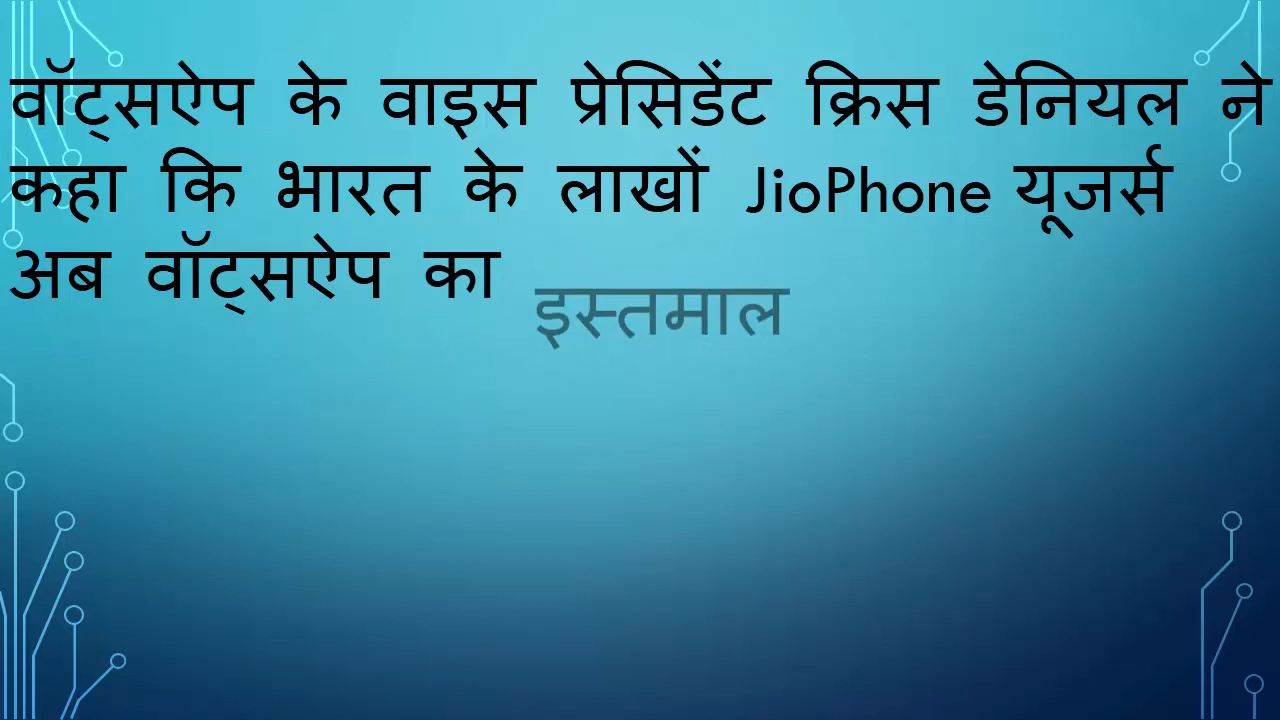 वॉट्सऐप के वाइस प्रेसिडेंट क्रिस डेनियल ने
कहा कि भारत के लाखों JioPhone यूजर्स
अब वॉट्सऐप का इस्तमाल